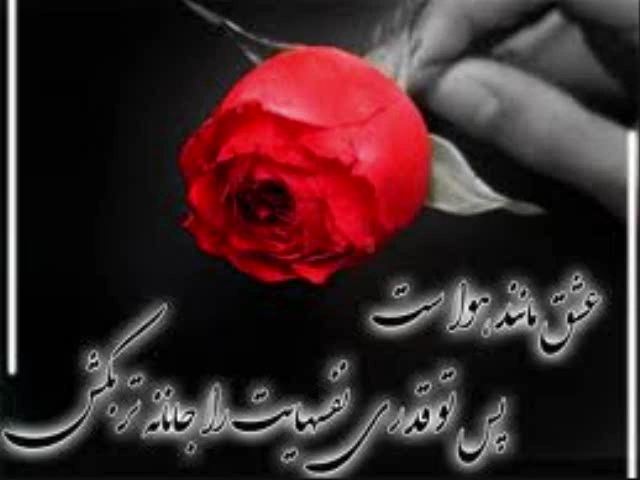 عشق مانند هواست
پس تو قدری نفسهایت را جانانه تر بکش